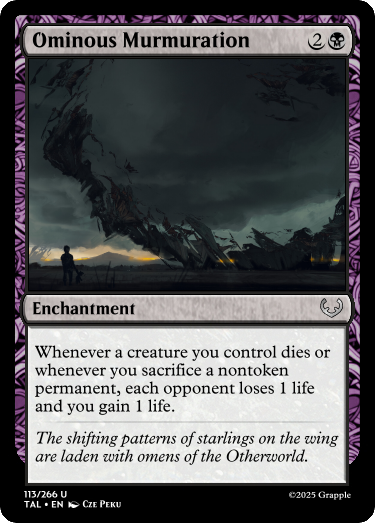 Ominous Murmuration 2
Enchantment
Whenever a creature you control dies or
whenever you sacrifice a nontoken
permanent, each opponent loses 1 life
and you gain 1 life.
The shifting patterns of starlings on the wing
are laden with omens of the Otherworld.
113/266 U
TAL • EN Cze Peku
©2025 Grapple